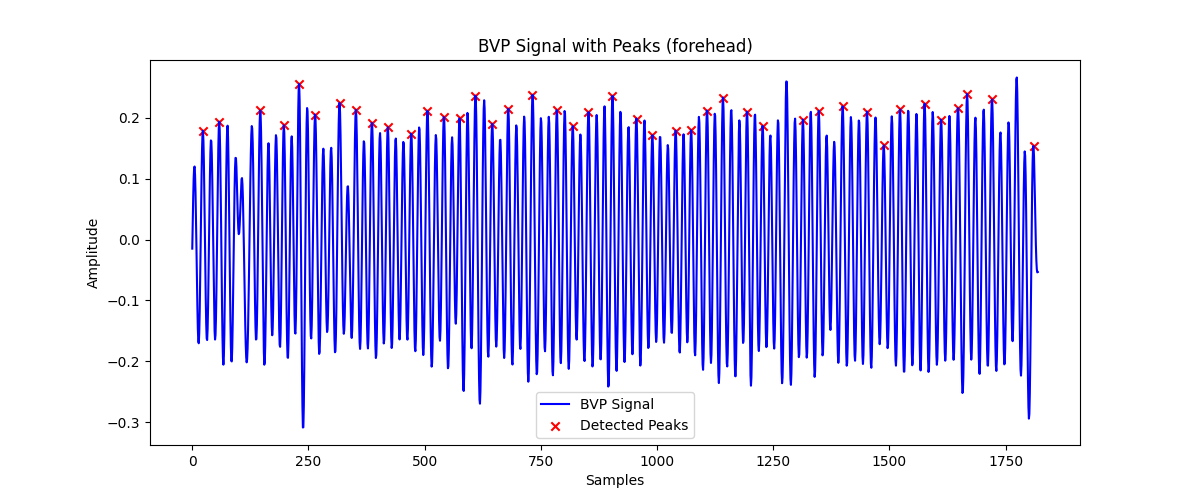 BVP Signal with Peaks (forehead)
Amplitude
0.2
0.1
0.0
−0.1
−0.2
−0.3
BVP Signal
Detected Peaks
0 250 500 750 1000 1250 1500 1750
Samples